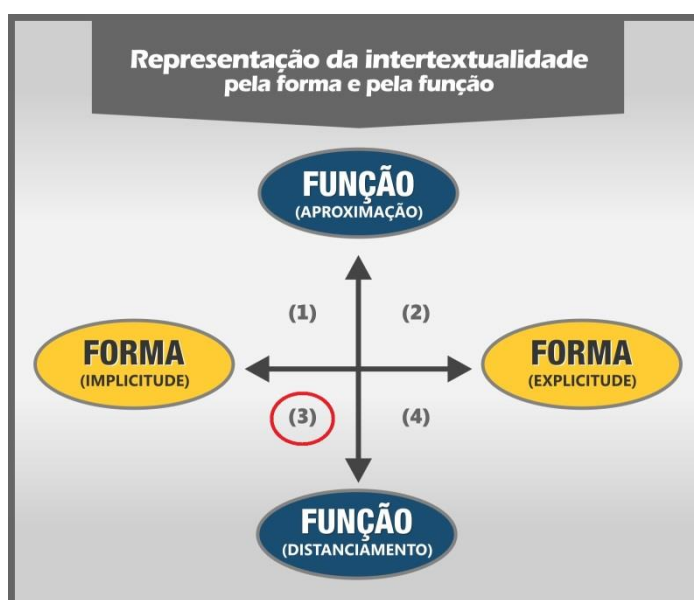 Representação da intertextualidade
pela forma e pela função
FUNÇÃO
(APROXIMAÇÃO)
(1)
(2)
FORMA
(IMPLICITUDE)
FORMA
(EXPLICITUDE)
(3)
(4)
FUNÇÃO
(DISTANCIAMENTO)